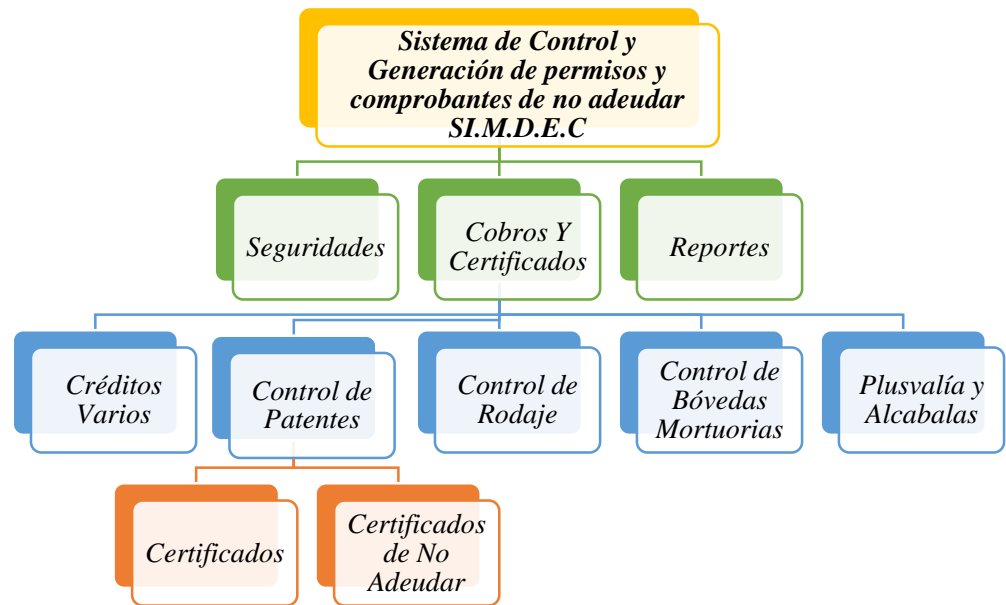 Sistema de Control y
Generación de permisos y
comprobantes de no adeudar
SI.M.D.E.C
Seguridades
Cobros Y
Certificados
Reportes
Créditos
Varios
Control de
Patentes
Control de
Rodaje
Control de
Bóvedas
Mortuorias
Plusvalía y
Alcabalas
Certificados
Certificados
de No
Adeudar